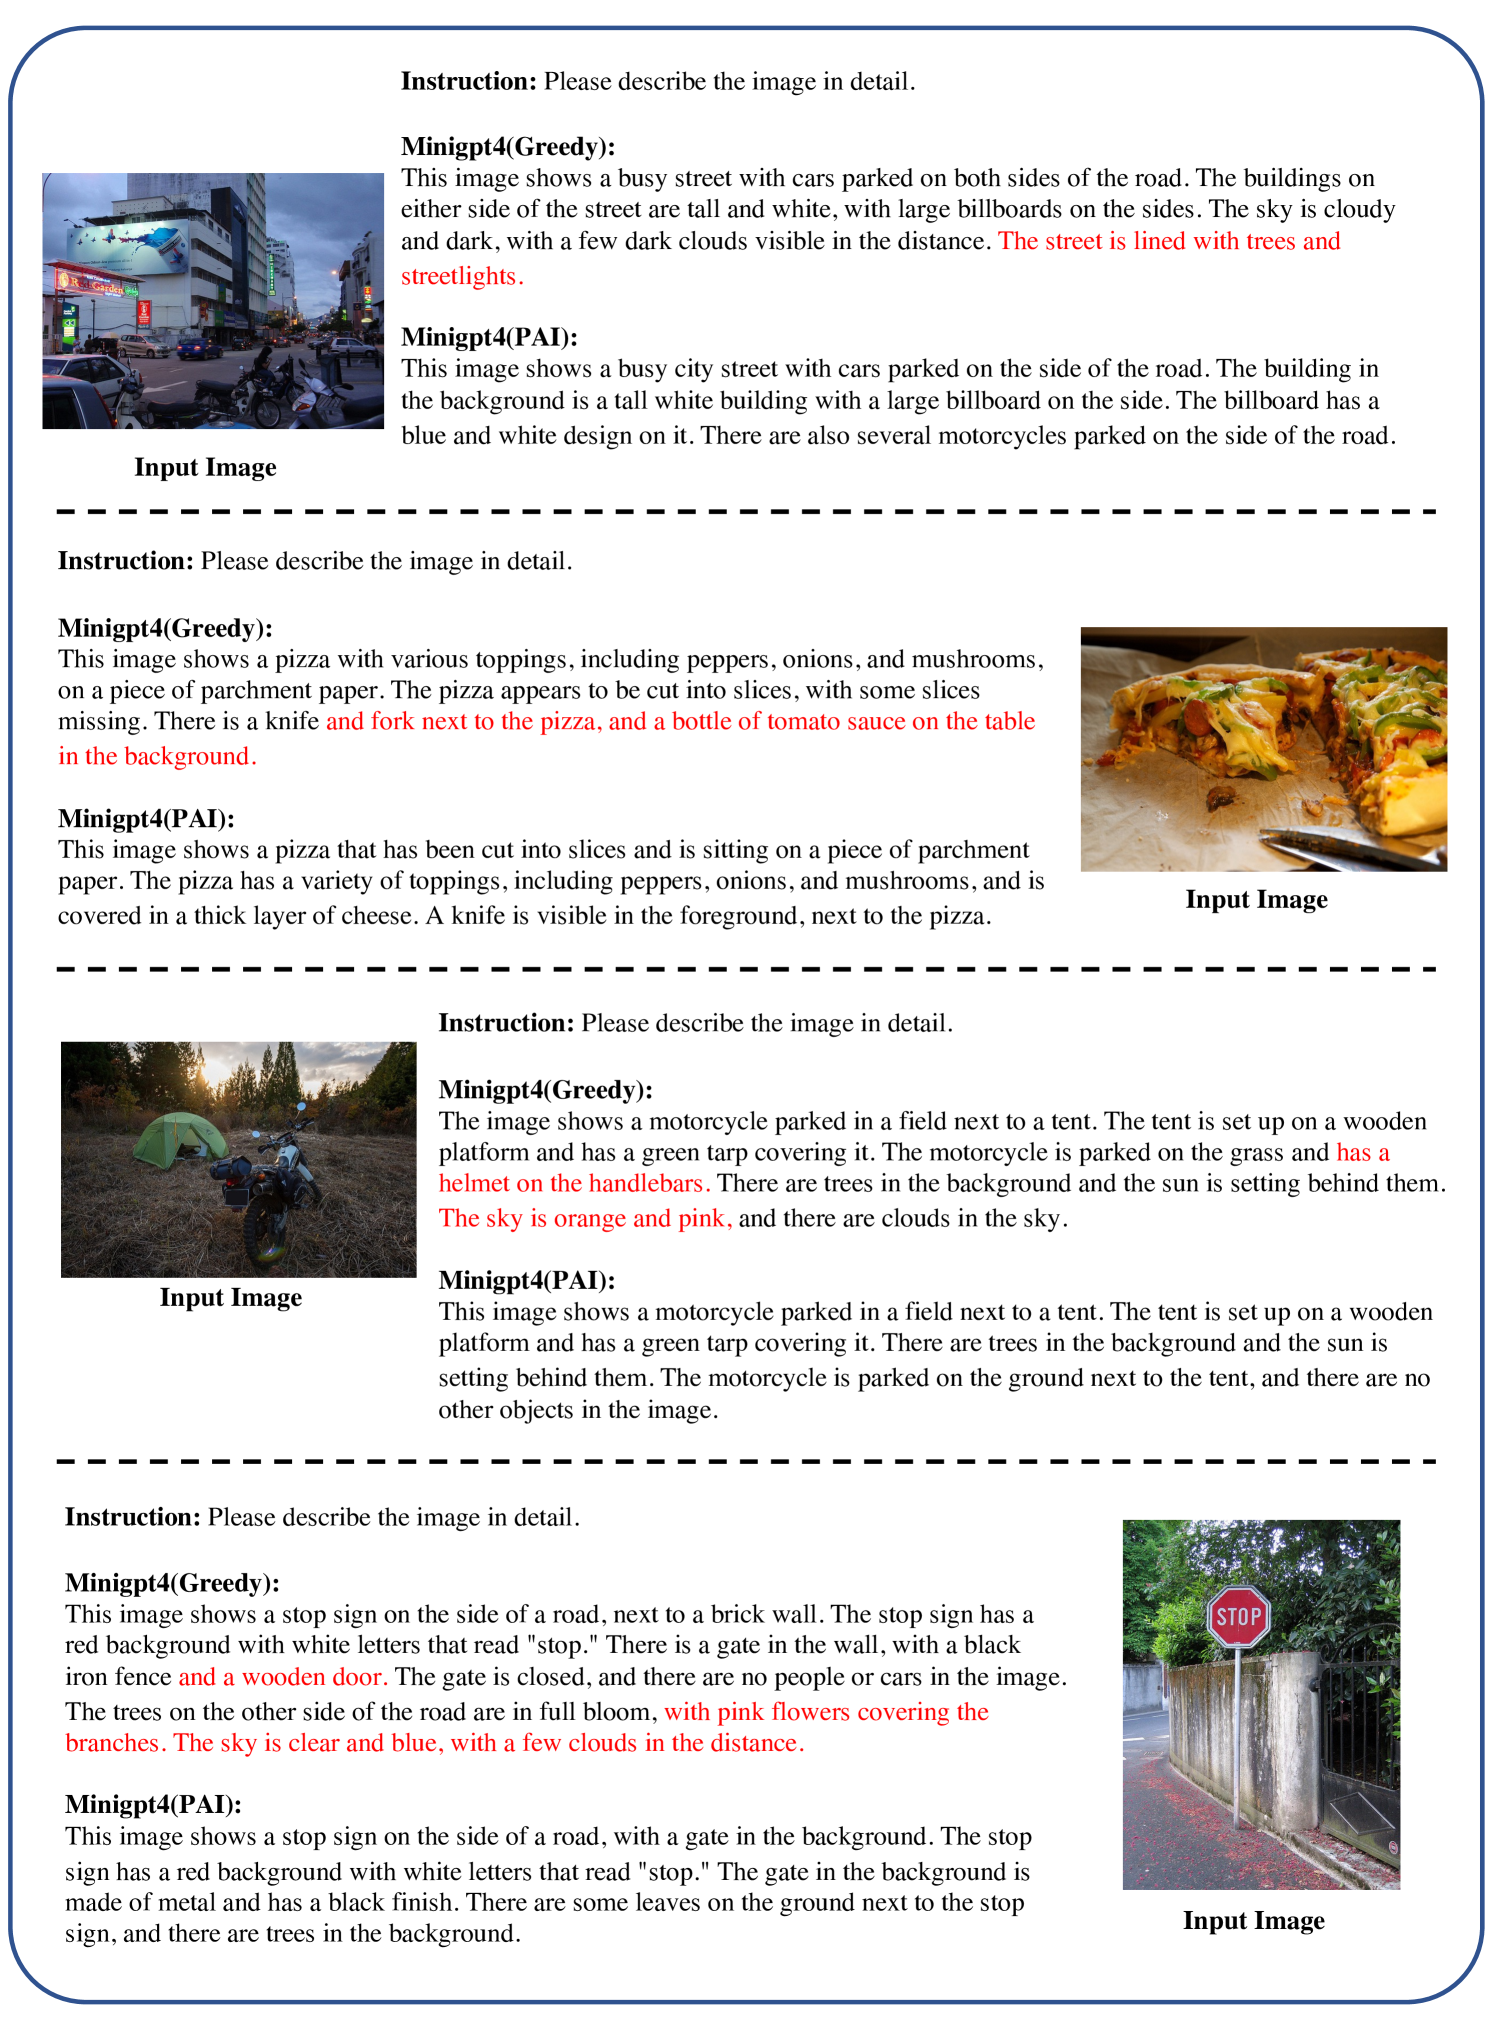 Instruction: Please describe the image in detail.
Minigpt4(Greedy):
This image shows a busy street with cars parked on both sides of the road. The buildings on
either side of the street are tall and white, with large billboards on the sides. The sky is cloudy
and dark, with a few dark clouds visible in the distance. The street is lined with trees and
streetlights.
Minigpt4(PAI):
This image shows a busy city street with cars parked on the side of the road. The building in
the background is a tall white building with a large billboard on the side. The billboard has a
blue and white design on it. There are also several motorcycles parked on the side of the road.
Input Image
Instruction: Please describe the image in detail.
Minigpt4(Greedy):
This image shows a pizza with various toppings, including peppers, onions, and mushrooms,
on a piece of parchment paper. The pizza appears to be cut into slices, with some slices
missing. There is a knife and fork next to the pizza, and a bottle of tomato sauce on the table
in the background.
Minigpt4(PAI):
This image shows a pizza that has been cut into slices and is sitting on a piece of parchment
paper. The pizza has a variety of toppings, including peppers, onions, and mushrooms, and is
covered in a thick layer of cheese. A knife is visible in the foreground, next to the pizza.
Input Image
Instruction: Please describe the image in detail.
Minigpt4(Greedy):
The image shows a motorcycle parked in a field next to a tent. The tent is set up on a wooden
platform and has a green tarp covering it. The motorcycle is parked on the grass and has a
helmet on the handlebars. There are trees in the background and the sun is setting behind them.
The sky is orange and pink, and there are clouds in the sky.
Minigpt4(PAI):
This image shows a motorcycle parked in a field next to a tent. The tent is set up on a wooden
platform and has a green tarp covering it. There are trees in the background and the sun is
setting behind them. The motorcycle is parked on the ground next to the tent, and there are no
other objects in the image.
Input Image
Instruction: Please describe the image in detail.
Minigpt4(Greedy):
This image shows a stop sign on the side of a road, next to a brick wall. The stop sign has a
red background with white letters that read "stop." There is a gate in the wall, with a black
iron fence and a wooden door. The gate is closed, and there are no people or cars in the image.
The trees on the other side of the road are in full bloom, with pink flowers covering the
branches. The sky is clear and blue, with a few clouds in the distance.
Minigpt4(PAI):
This image shows a stop sign on the side of a road, with a gate in the background. The stop
sign has a red background with white letters that read "stop." The gate in the background is
made of metal and has a black finish. There are some leaves on the ground next to the stop
sign, and there are trees in the background.
STOP
Input Image